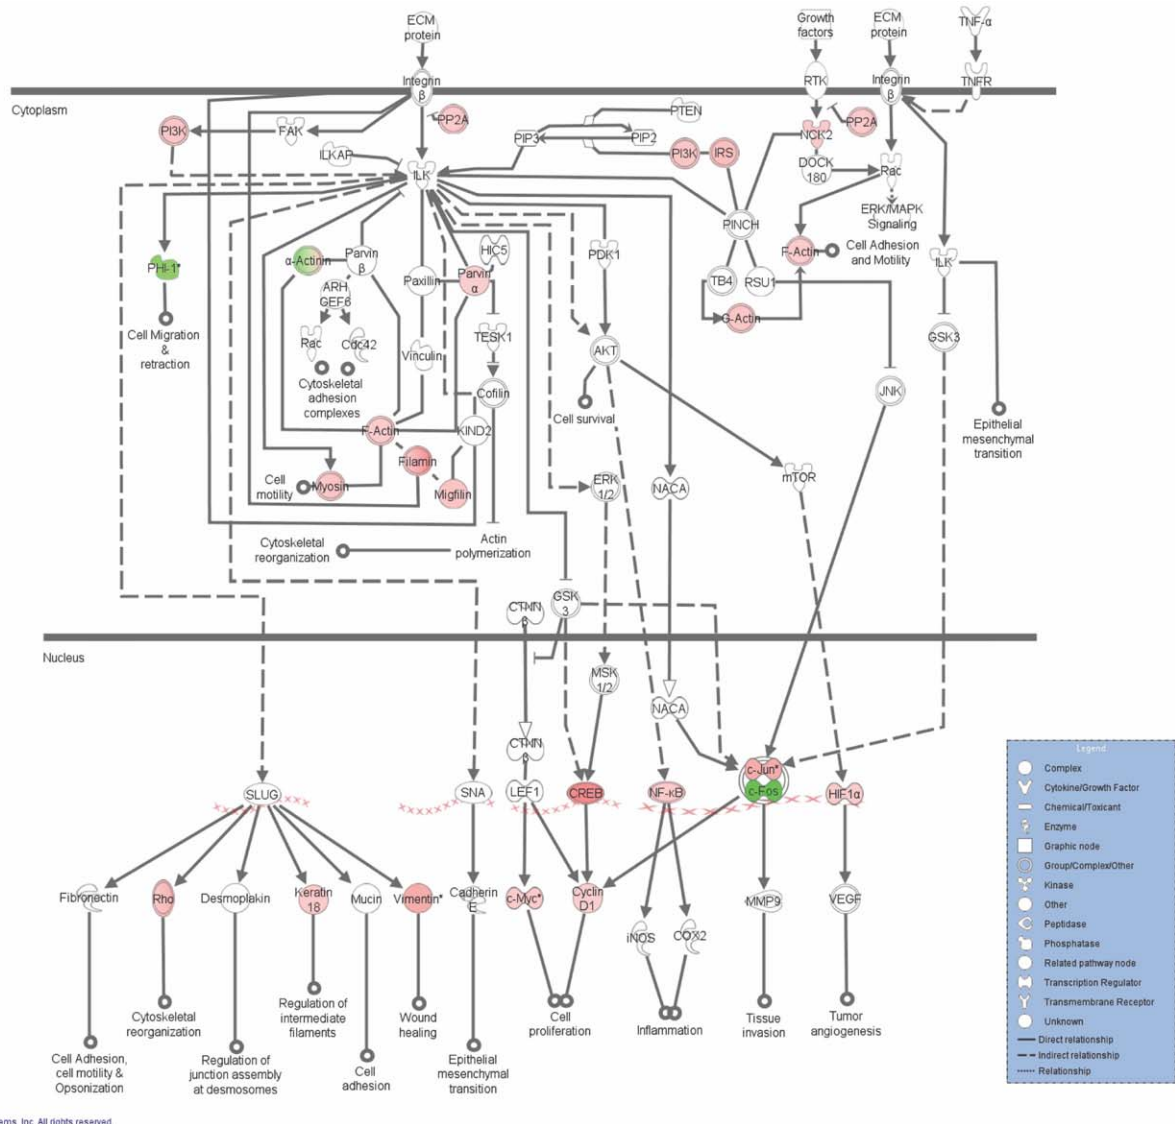 ECM
protein
Growth
factors
ECM
protein
TNF-α
Integrin
β
RTK
Integrin
β
TNFR
Cytoplasm
PI3K
FAK
PP2A
PTEN
NCK2
PP2A
PIP3
PIP2
ILKAP
PI3K
IRS
DOCK
180
Rac
ILK
ERK/MAPK
Signaling
PINCH
F-Actin
Cell Adhesion
and Motility
PHI-1*
α-Actinin
Parvin
β
HIC5
PDK1
ILK
Paxillin
Parvin
α
TB4
RSU1
ARH
GEF6
G-Actin
Cell Migration
&
retraction
Rac
Cdc42
TESK1
GSK3
Vinculin
AKT
Cytoskeletal
adhesion
complexes
Cofilin
JNK
Cell survival
Epithelial
mesenchymal
transition
F-Actin
KIND2
Filamin
Cell
motility
Myosin
Migfilin
ERK
1/2
NACA
mTOR
Cytoskeletal
reorganization
Actin
polymerization
CTNN
β
GSK
3
Nucleus
MSK
1/2
NACA
CTNN
β
c-Jun*
c-Fos
SLUG
SNA
LEF1
CREB
NF-κB
HIF1α
Fibronectin
Rho
Desmoplakin
Keratin
18
Mucin
Vimentin*
Cadherin
E
c-Myc*
Cyclin
D1
iNOS
COX2
MMP9
VEGF
Cell Adhesion,
cell motility &
Opsonization
Cytoskeletal
reorganization
Regulation of
junction assembly
at desmosomes
Regulation of
intermediate
filaments
Cell
adhesion
Wound
healing
Epithelial
mesenchymal
transition
Cell
proliferation
Inflammation
Tissue
invasion
Tumor
angiogenesis
Legend
Complex
Cytokine/Growth Factor
Chemical/Toxicant
Enzyme
Graphic node
Group/Complex/Other
Kinase
Other
Peptidase
Phosphatase
Related pathway node
Transcription Regulator
Transmembrane Receptor
Unknown
Direct relationship
Indirect relationship
Relationship
Inc. All rights reserved.